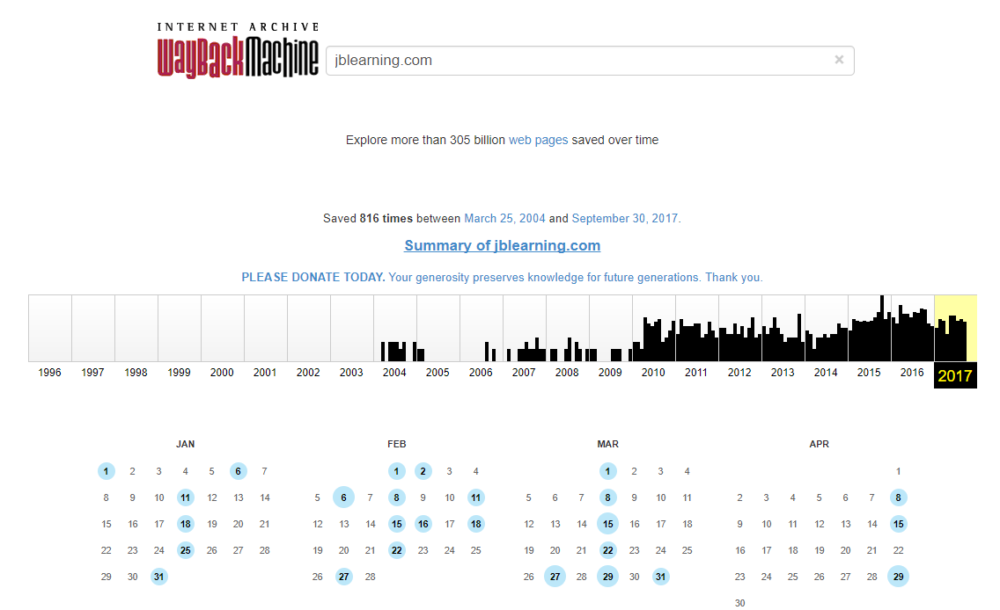 INTERNET ARCHIVE
WayBackMachine
jblearning.com ×
Explore more than 305 billion web pages saved over time
Saved 816 times between March 25, 2004 and September 30, 2017.
Summary of jblearning.com
PLEASE DONATE TODAY. Your generosity preserves knowledge for future generations. Thank you.
1996 1997 1998 1999 2000 2001 2002 2003 2004 2005 2006 2007 2008 2009 2010 2011 2012 2013 2014 2015 2016 2017
JAN FEB MAR APR
1 2 3 4 5 6 7 1 2 3 4 1 2 3 4 1
8 9 10 11 12 13 14 5 6 7 8 9 10 11 5 6 7 8 9 10 11 2 3 4 5 6 7 8
15 16 17 18 19 20 21 12 13 14 15 16 17 18 12 13 14 15 16 17 18 9 10 11 12 13 14 15
22 23 24 25 26 27 28 19 20 21 22 23 24 25 19 20 21 22 23 24 25 16 17 18 19 20 21 22
29 30 31 26 27 28 26 27 28 29 30 31 23 24 25 26 27 28 29
30